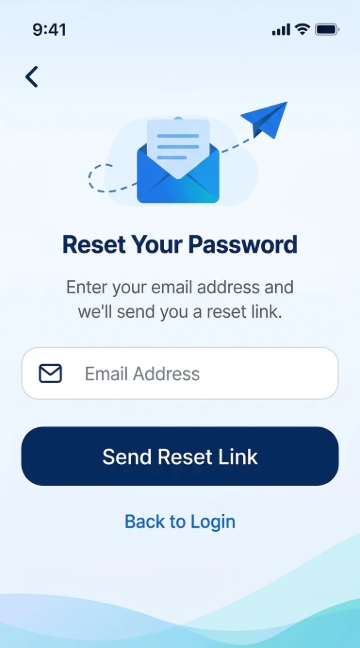 9:41
Reset Your Password
Enter your email address and
we'll send you a reset link.
Email Address
Send Reset Link
Back to Login